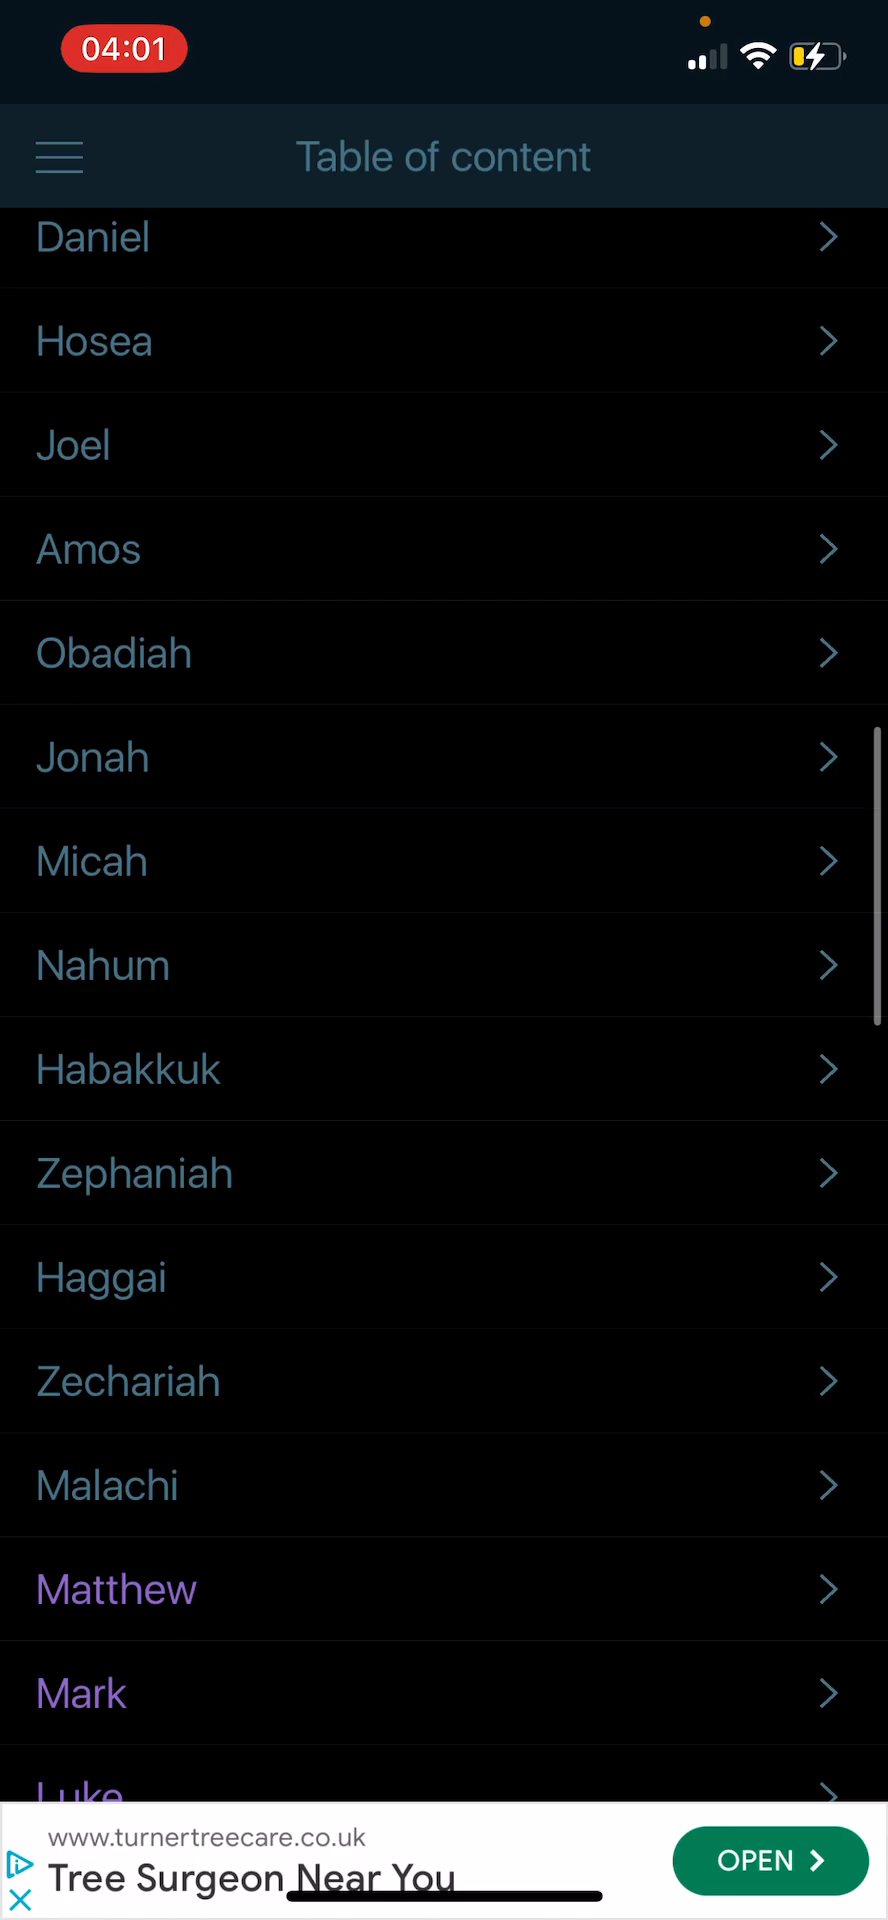 04:01
Table of content
Daniel
Hosea
Joel
Amos
Obadiah
Jonah
Micah
Nahum
Habakkuk
Zephaniah
Haggai
Zechariah
Malachi
Matthew
Mark
Luke
www.turnertreecare.co.uk
Tree Surgeon Near You
OPEN